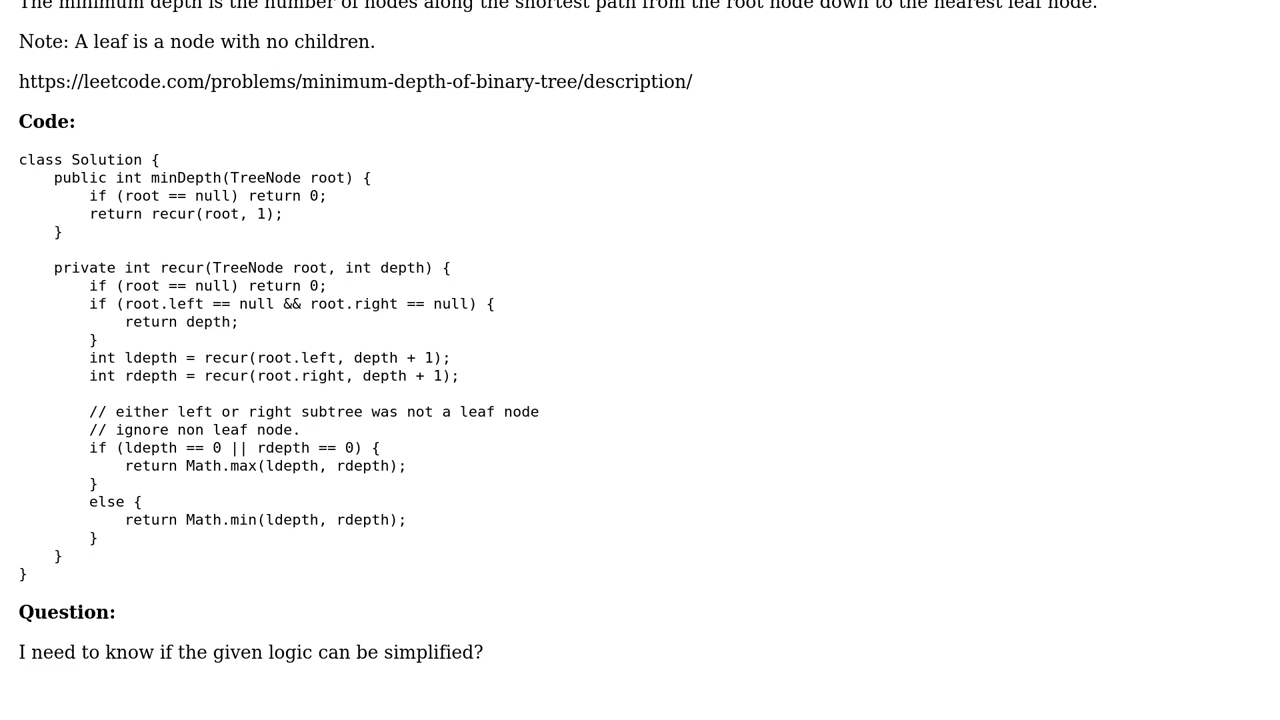 The minimum depth is the number of nodes along the shortest path from the root node down to the nearest leaf node.
Note: A leaf is a node with no children.
https://leetcode.com/problems/minimum-depth-of-binary-tree/description/
Code:
class Solution {
    public int minDepth(TreeNode root) {
        if (root == null) return 0;
        return recur(root, 1);
    }

    private int recur(TreeNode root, int depth) {
        if (root == null) return 0;
        if (root.left == null && root.right == null) {
            return depth;
        }
        int ldepth = recur(root.left, depth + 1);
        int rdepth = recur(root.right, depth + 1);

        // either left or right subtree was not a leaf node
        // ignore non leaf node.
        if (ldepth == 0 || rdepth == 0) {
            return Math.max(ldepth, rdepth);
        }
        else {
            return Math.min(ldepth, rdepth);
        }
    }
}
Question:
I need to know if the given logic can be simplified?